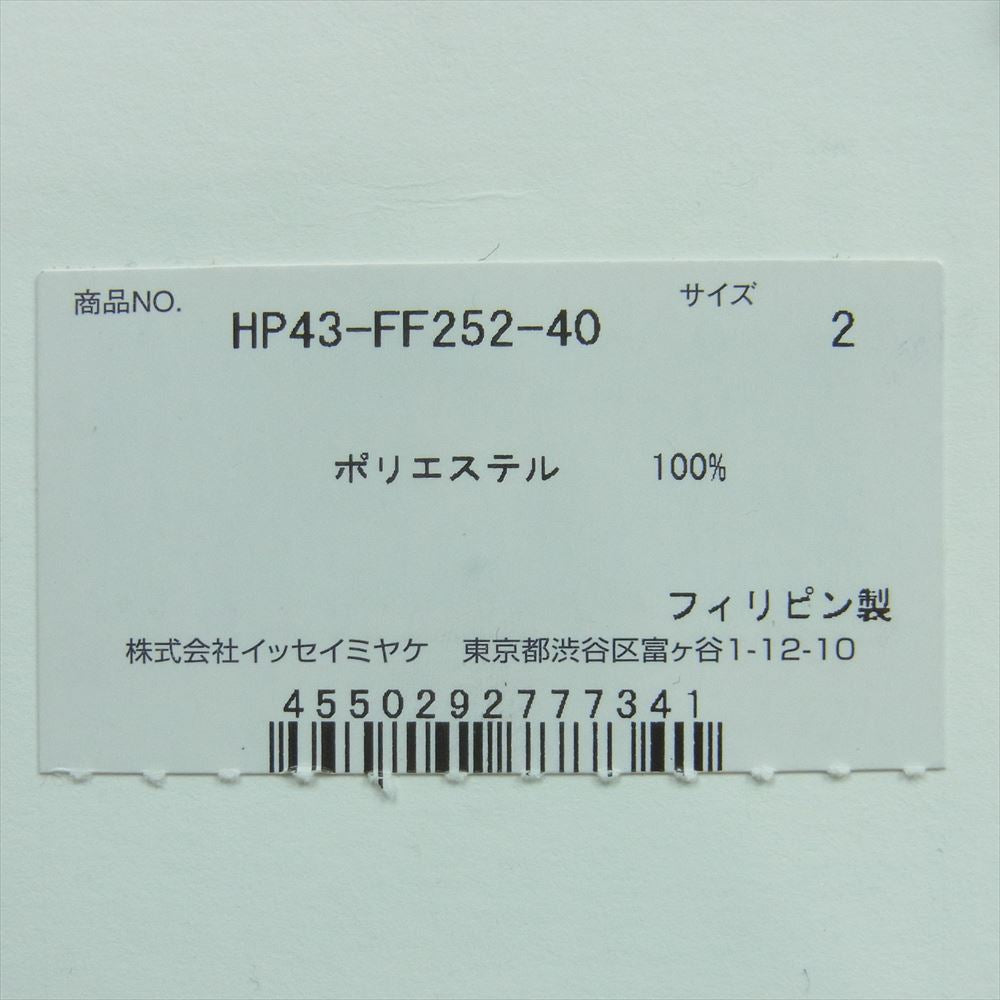 商品NO. HP43-FF252-40 サイズ 2
ポリエステル 100%
フィリピン製
株式会社イッセイミヤケ 東京都渋谷区富ヶ谷1-12-10
4550292777341